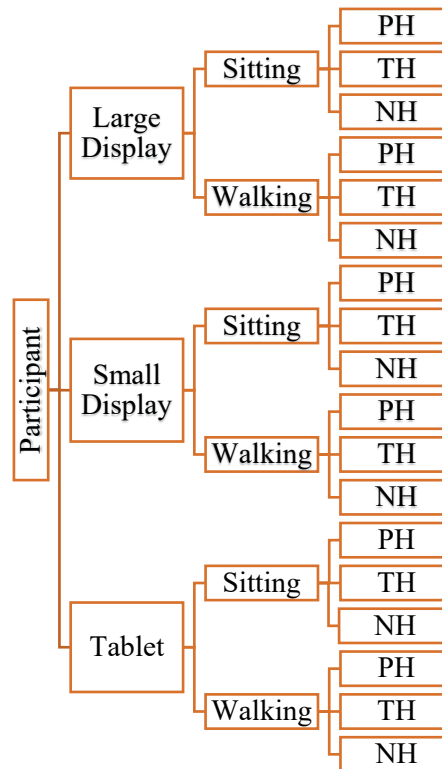 Participant
Large
Display
Sitting
PH
TH
NH
Walking
PH
TH
NH
Small
Display
Sitting
PH
TH
NH
Walking
PH
TH
NH
Tablet
Sitting
PH
TH
NH
Walking
PH
TH
NH